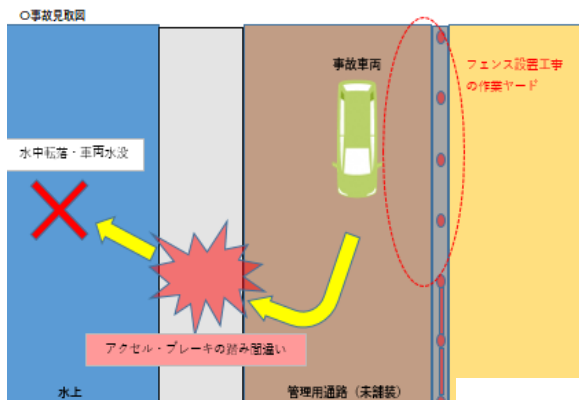 〇事故見取図
事故車両
フェンス設置工事
の作業ヤード
水中転落・車両水没
アクセル・ブレーキの踏み間違い
水上
管理用通路（未舗装）